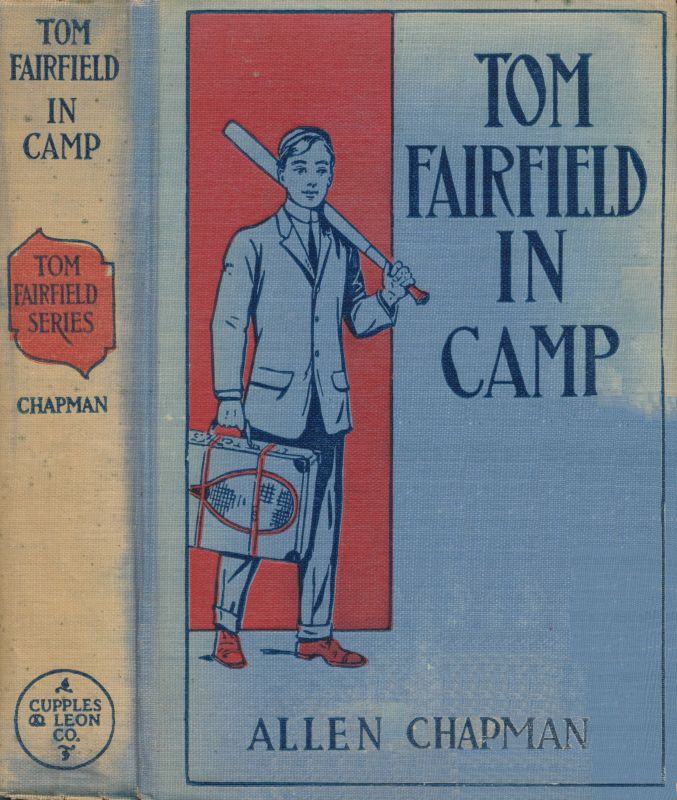 TOM
FAIRFIELD
IN
CAMP
TOM
FAIRFIELD
SERIES
CHAPMAN
CUPPLES
& LEON
CO.
TOM
FAIRFIELD
IN
CAMP
ALLEN CHAPMAN